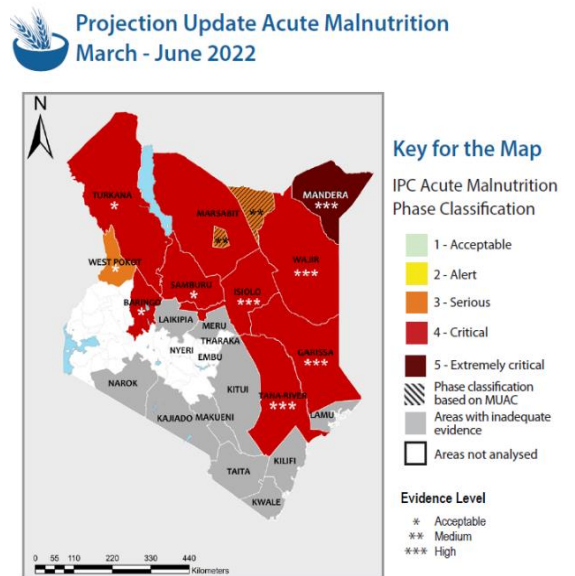 Projection Update Acute Malnutrition
March - June 2022
N
TURKANA
*
MARSABIT
**
**
MANDERA
***
WEST POKOT
*
WAJIR
***
SAMBURU
*
ISIOLO
***
BARINGO
*
LAIKIPIA
MERU
THARAKA
NYERI
EMBU
GARISSA
***
NAROK
KITUI
TANA-RIVER
***
KAJIADO
MAKUENI
LAMU
TAITA
KILIFI
KWALE
0 55 110 220 330 440
Kilometers
Key for the Map
IPC Acute Malnutrition
Phase Classification
1 - Acceptable
2 - Alert
3 - Serious
4 - Critical
5 - Extremely critical
Phase classification
based on MUAC
Areas with inadequate
evidence
Areas not analysed
Evidence Level
* Acceptable
** Medium
*** High